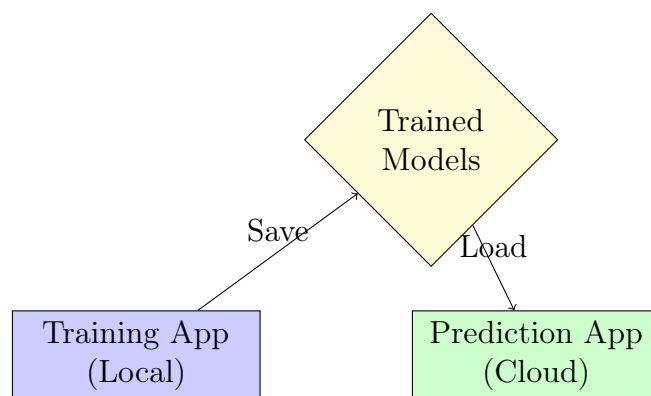 Trained
Models
Save
Load
Training App
(Local)
Prediction App
(Cloud)